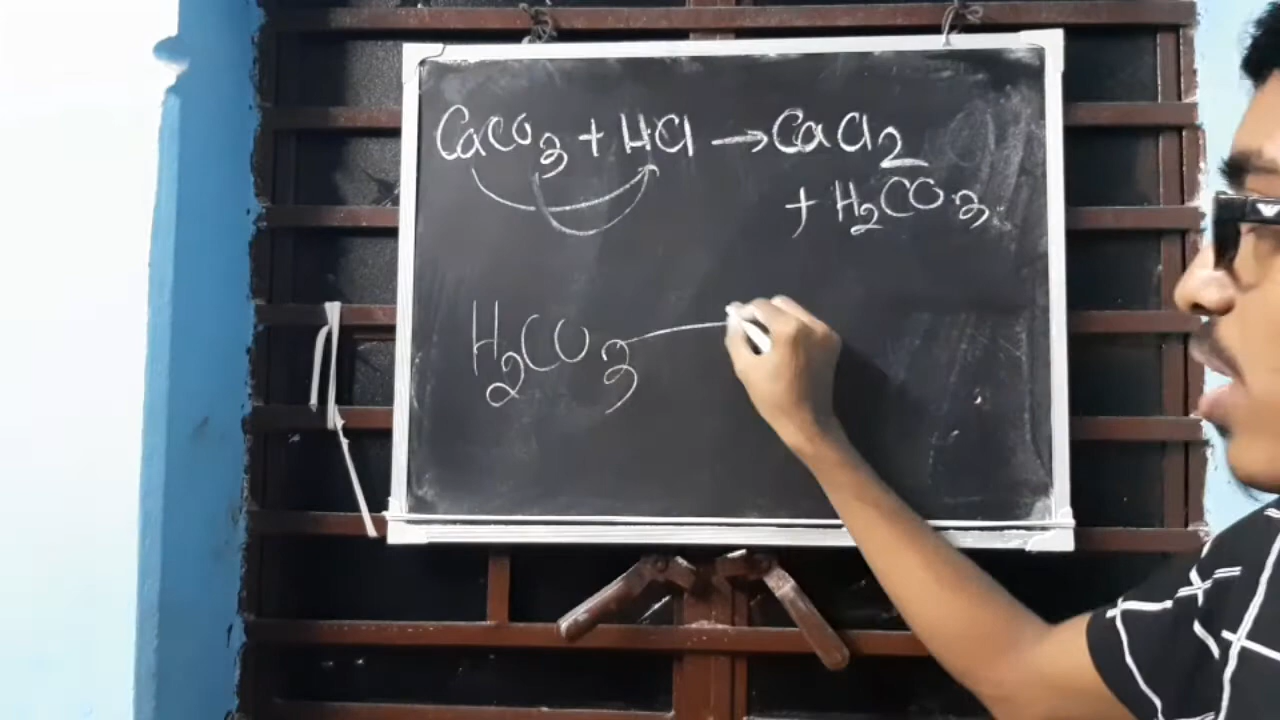 CaCO3 + HCl → CaCl2
+ H2CO3
H2CO3